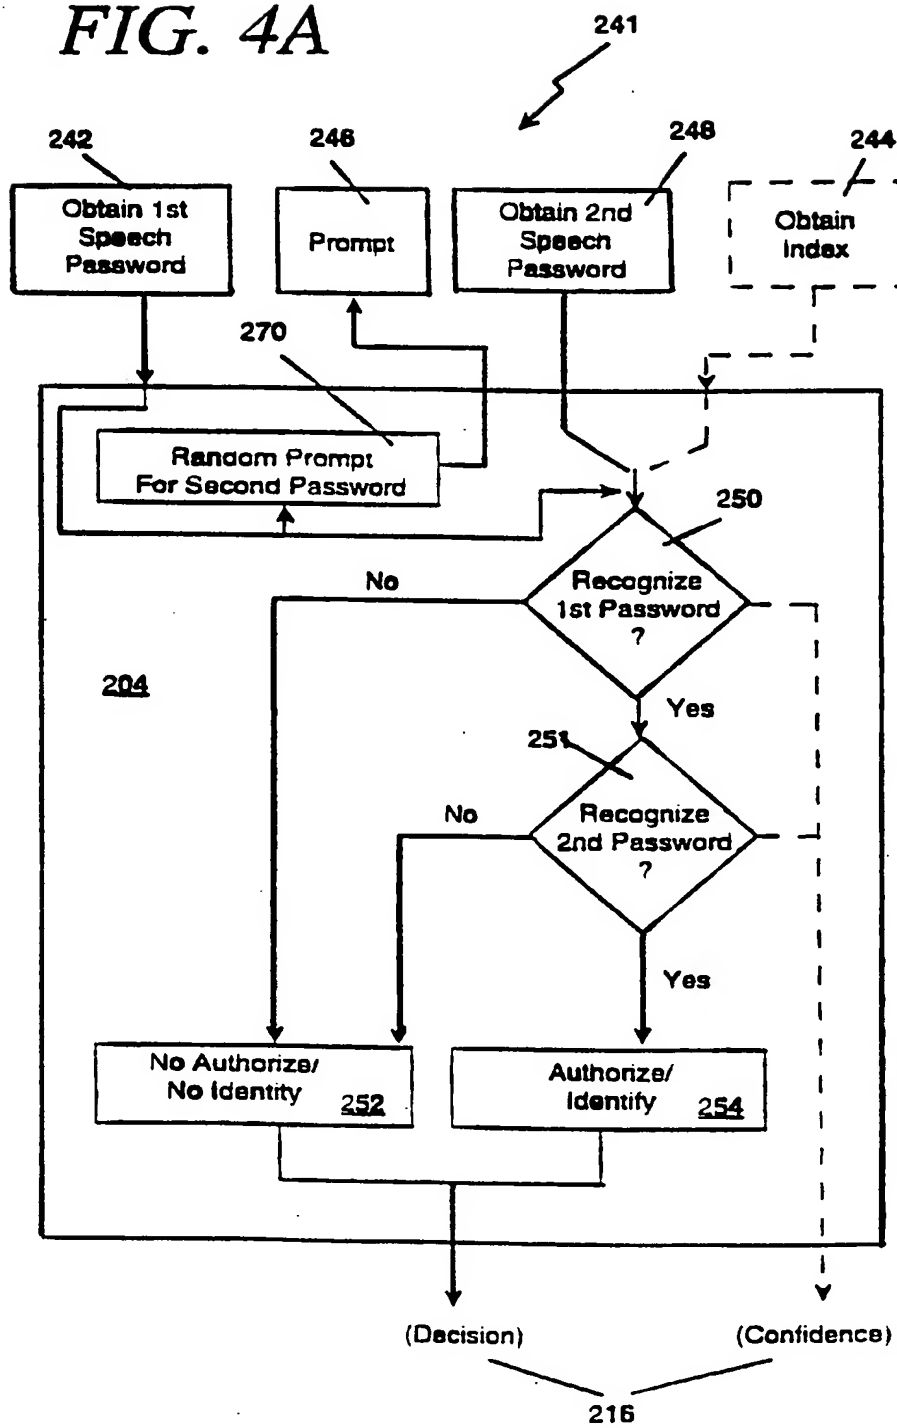 FIG. 4A
241
242
246
248
244
Obtain 1st
Speech
Password
Prompt
Obtain 2nd
Speech
Password
Obtain
Index
270
Random Prompt
For Second Password
250
No
Recognize
1st Password
?
204
Yes
251
No
Recognize
2nd Password
?
Yes
No Authorize/
No Identity
252
Authorize/
Identify
254
(Decision)
(Confidence)
216